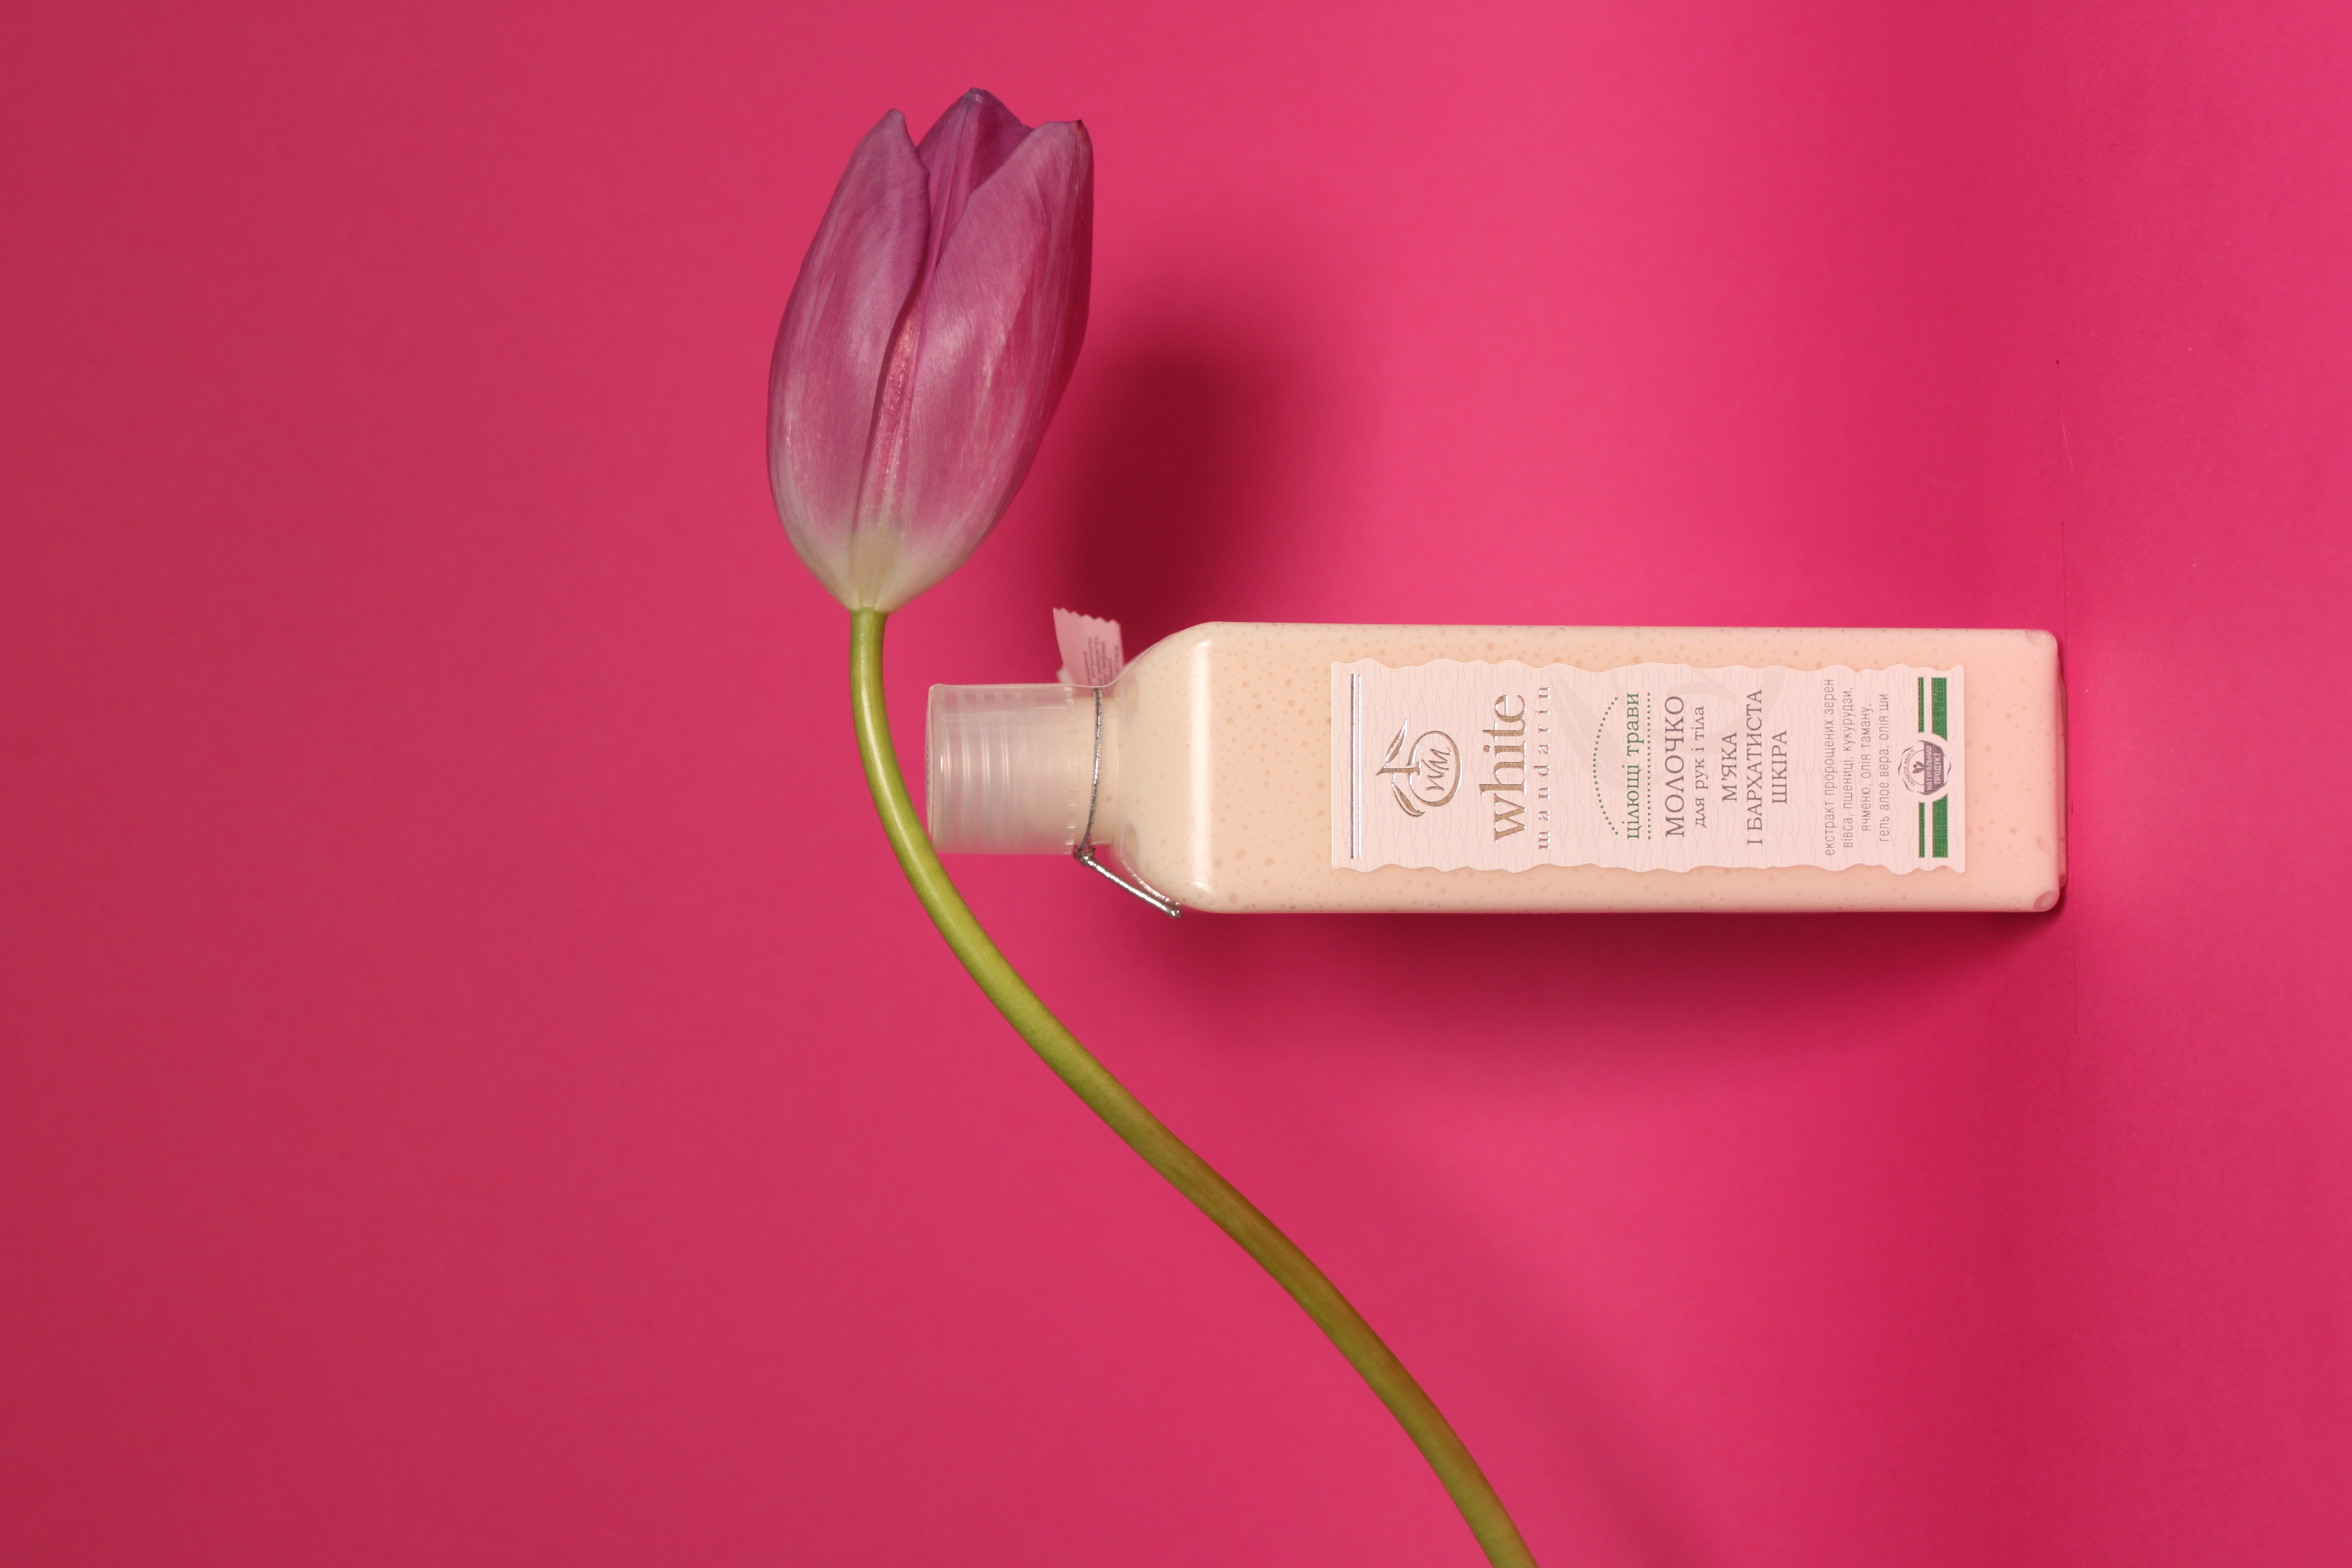 WM
white
mandarin
цілющі трави
МОЛОЧКО
для рук і тіла
М'ЯКА
І БАРХАТИСТА
ШКІРА
екстракт пророщених зерен
вівса, пшениці, кукурудзи,
ячменю, олія таману,
гель алое вера, олія ши
НАТУРАЛЬНИЙ
ПРОДУКТ